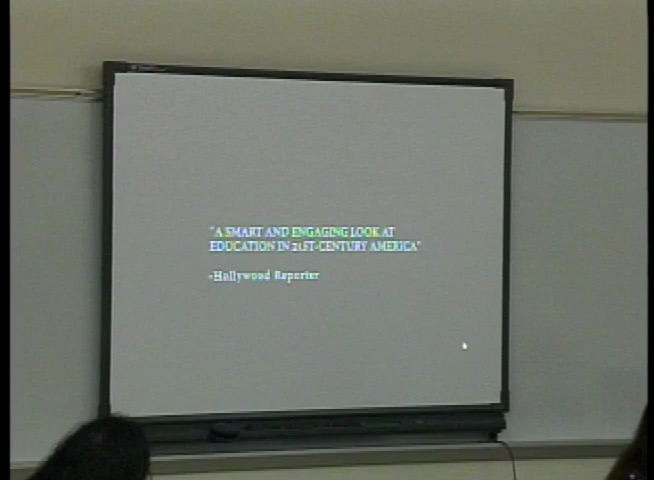 "A SMART AND ENGAGING LOOK AT
EDUCATION IN 21ST-CENTURY AMERICA"
-Hollywood Reporter